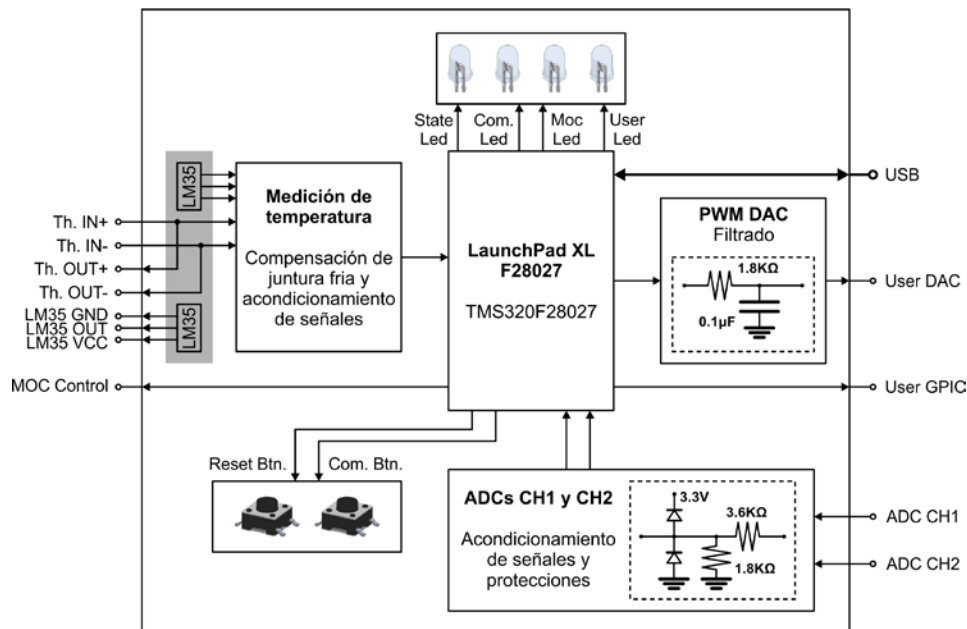 State
Led
Com.
Led
Moc
Led
User
Led
LM35
Medición de
temperatura
Compensación de
juntura fria y
acondicionamiento
de señales
Th. IN+
Th. IN-
Th. OUT+
Th. OUT-
LM35 GND
LM35 OUT
LM35 VCC
LM35
MOC Control
LaunchPad XL
F28027
TMS320F28027
USB
PWM DAC
Filtrado
1.8KΩ
0.1µF
User DAC
User GPIC
Reset Btn.
Com. Btn.
ADCs CH1 y CH2
Acondicionamiento
de señales y
protecciones
3.3V
3.6KΩ
1.8KΩ
ADC CH1
ADC CH2